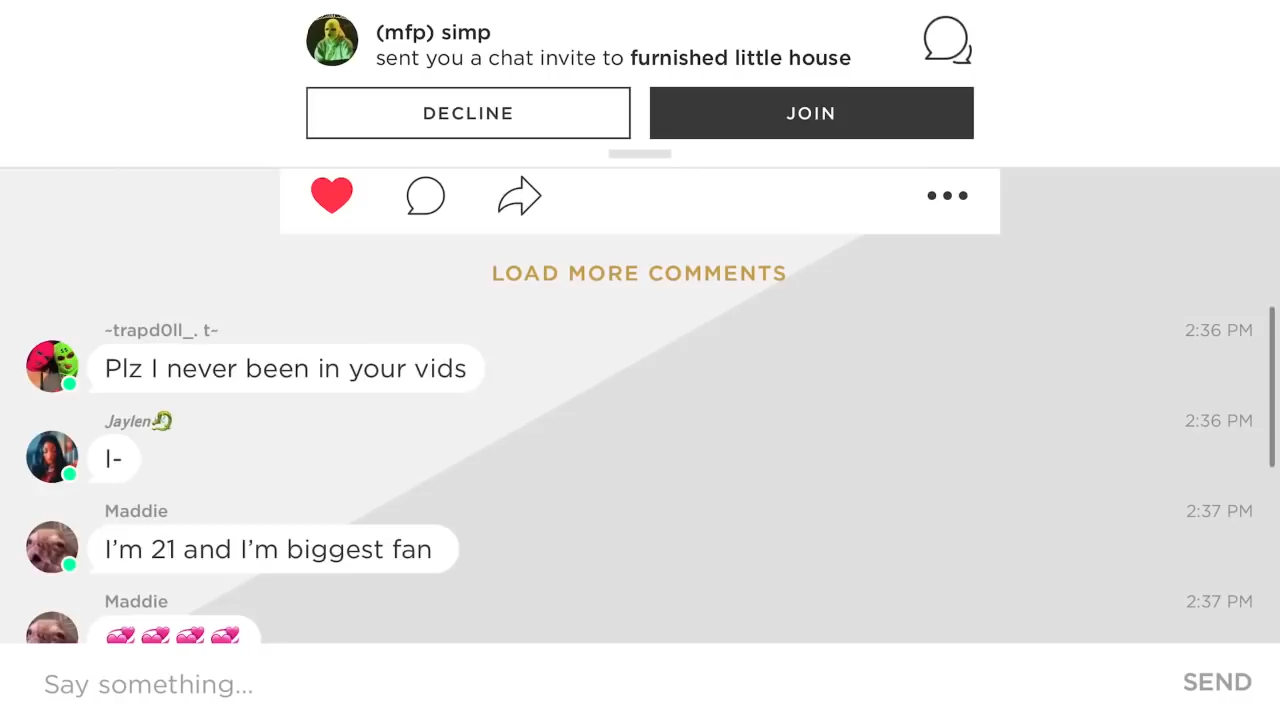 (mfp) simp
sent you a chat invite to furnished little house
DECLINE
JOIN
LOAD MORE COMMENTS
~trapd0ll_. t~
2:36 PM
Plz I never been in your vids
Jaylen🐉
2:36 PM
I-
Maddie
2:37 PM
I’m 21 and I’m biggest fan
Maddie
2:37 PM
💞💞💞💞
Say something...
SEND